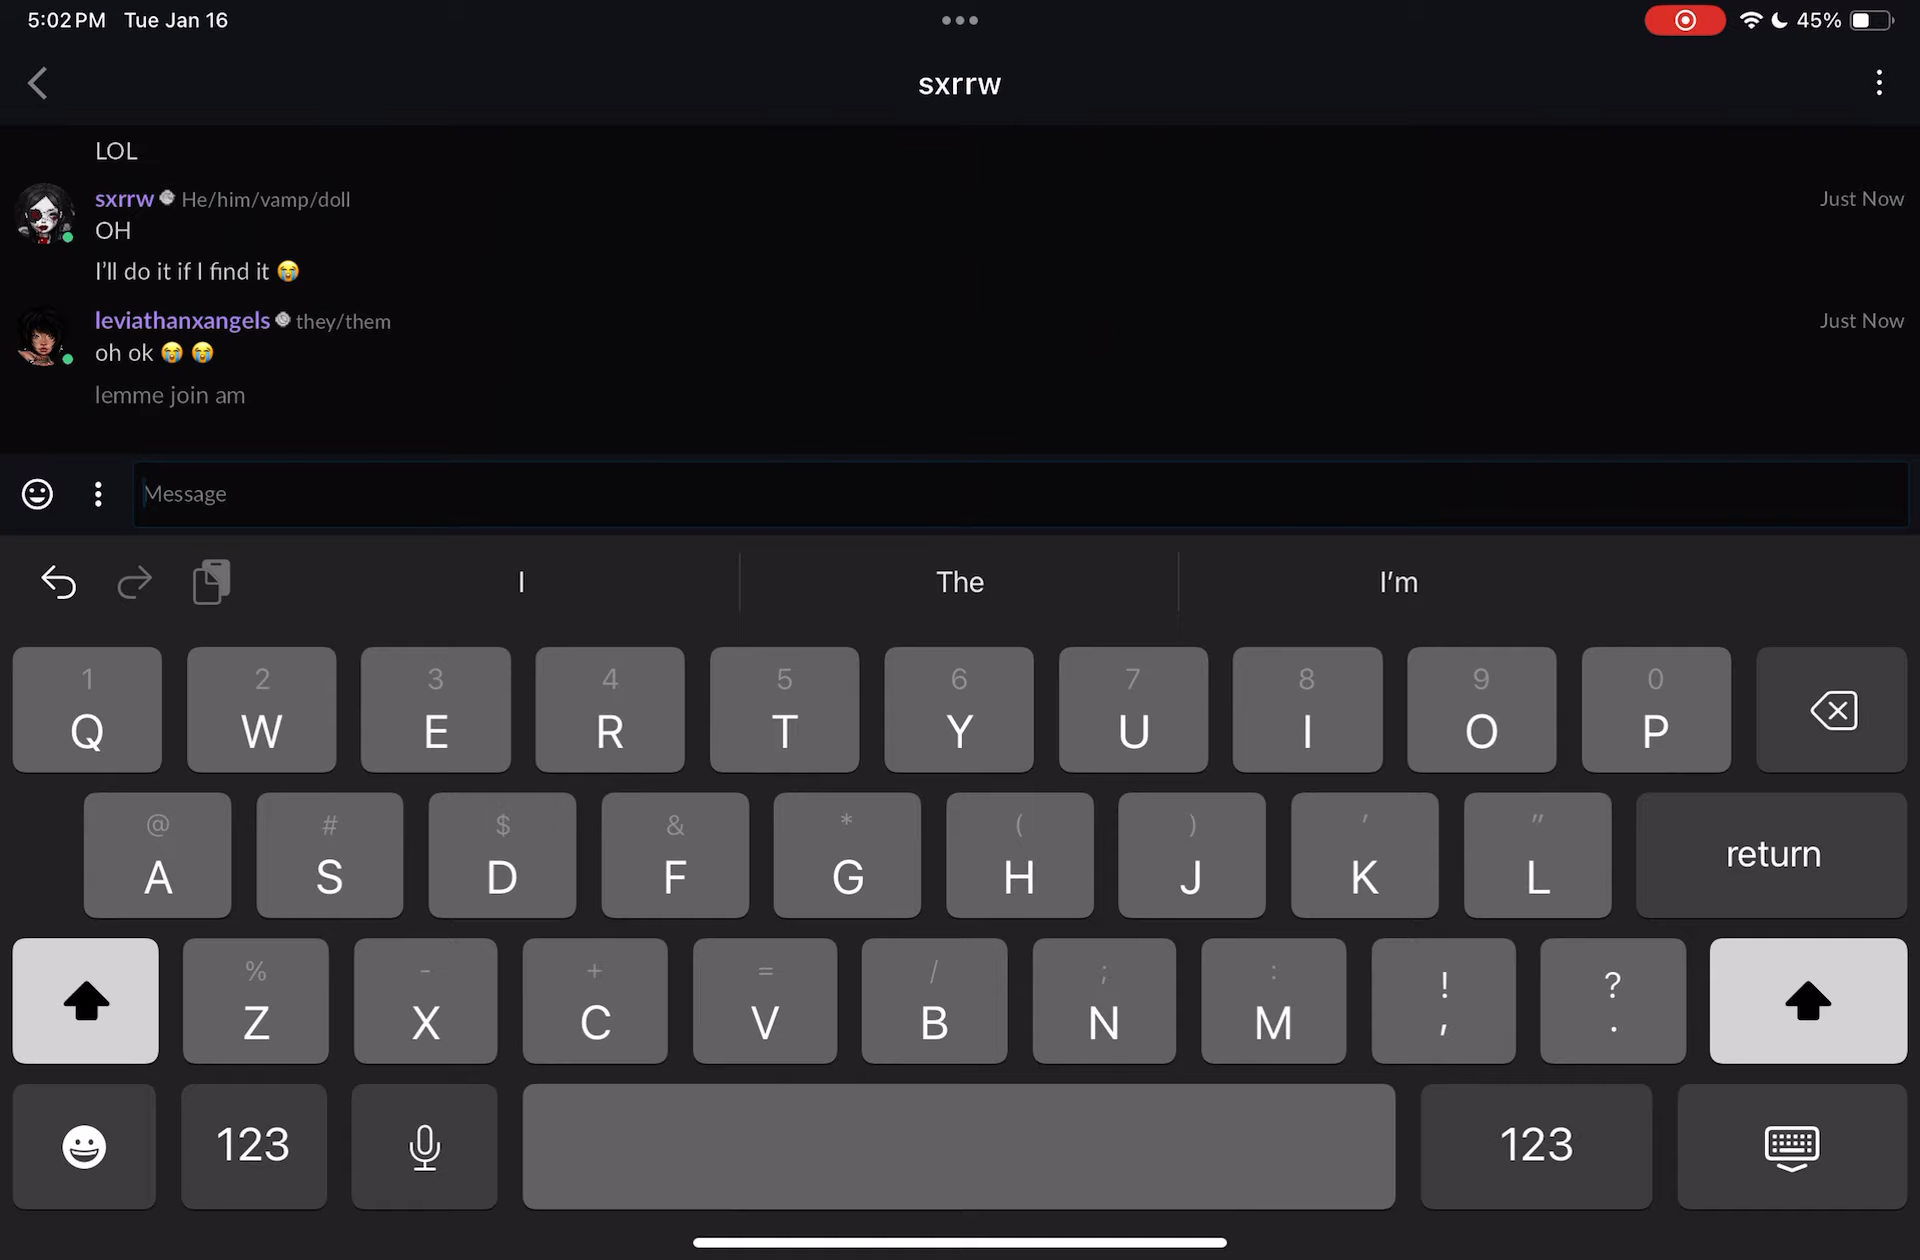 5:02 PM Tue Jan 16
45%
sxrrw
LOL
sxrrw He/him/vamp/doll Just Now
OH
I'll do it if I find it 😭
leviathanxangels they/them Just Now
oh ok 😭 😭
lemme join am
Message
I The I'm
1 2 3 4 5 6 7 8 9 0
Q W E R T Y U I O P
@ # $ & * ( ) ' "
A S D F G H J K L return
% - + = / ; : ! ?
Z X C V B N M , .
123 123